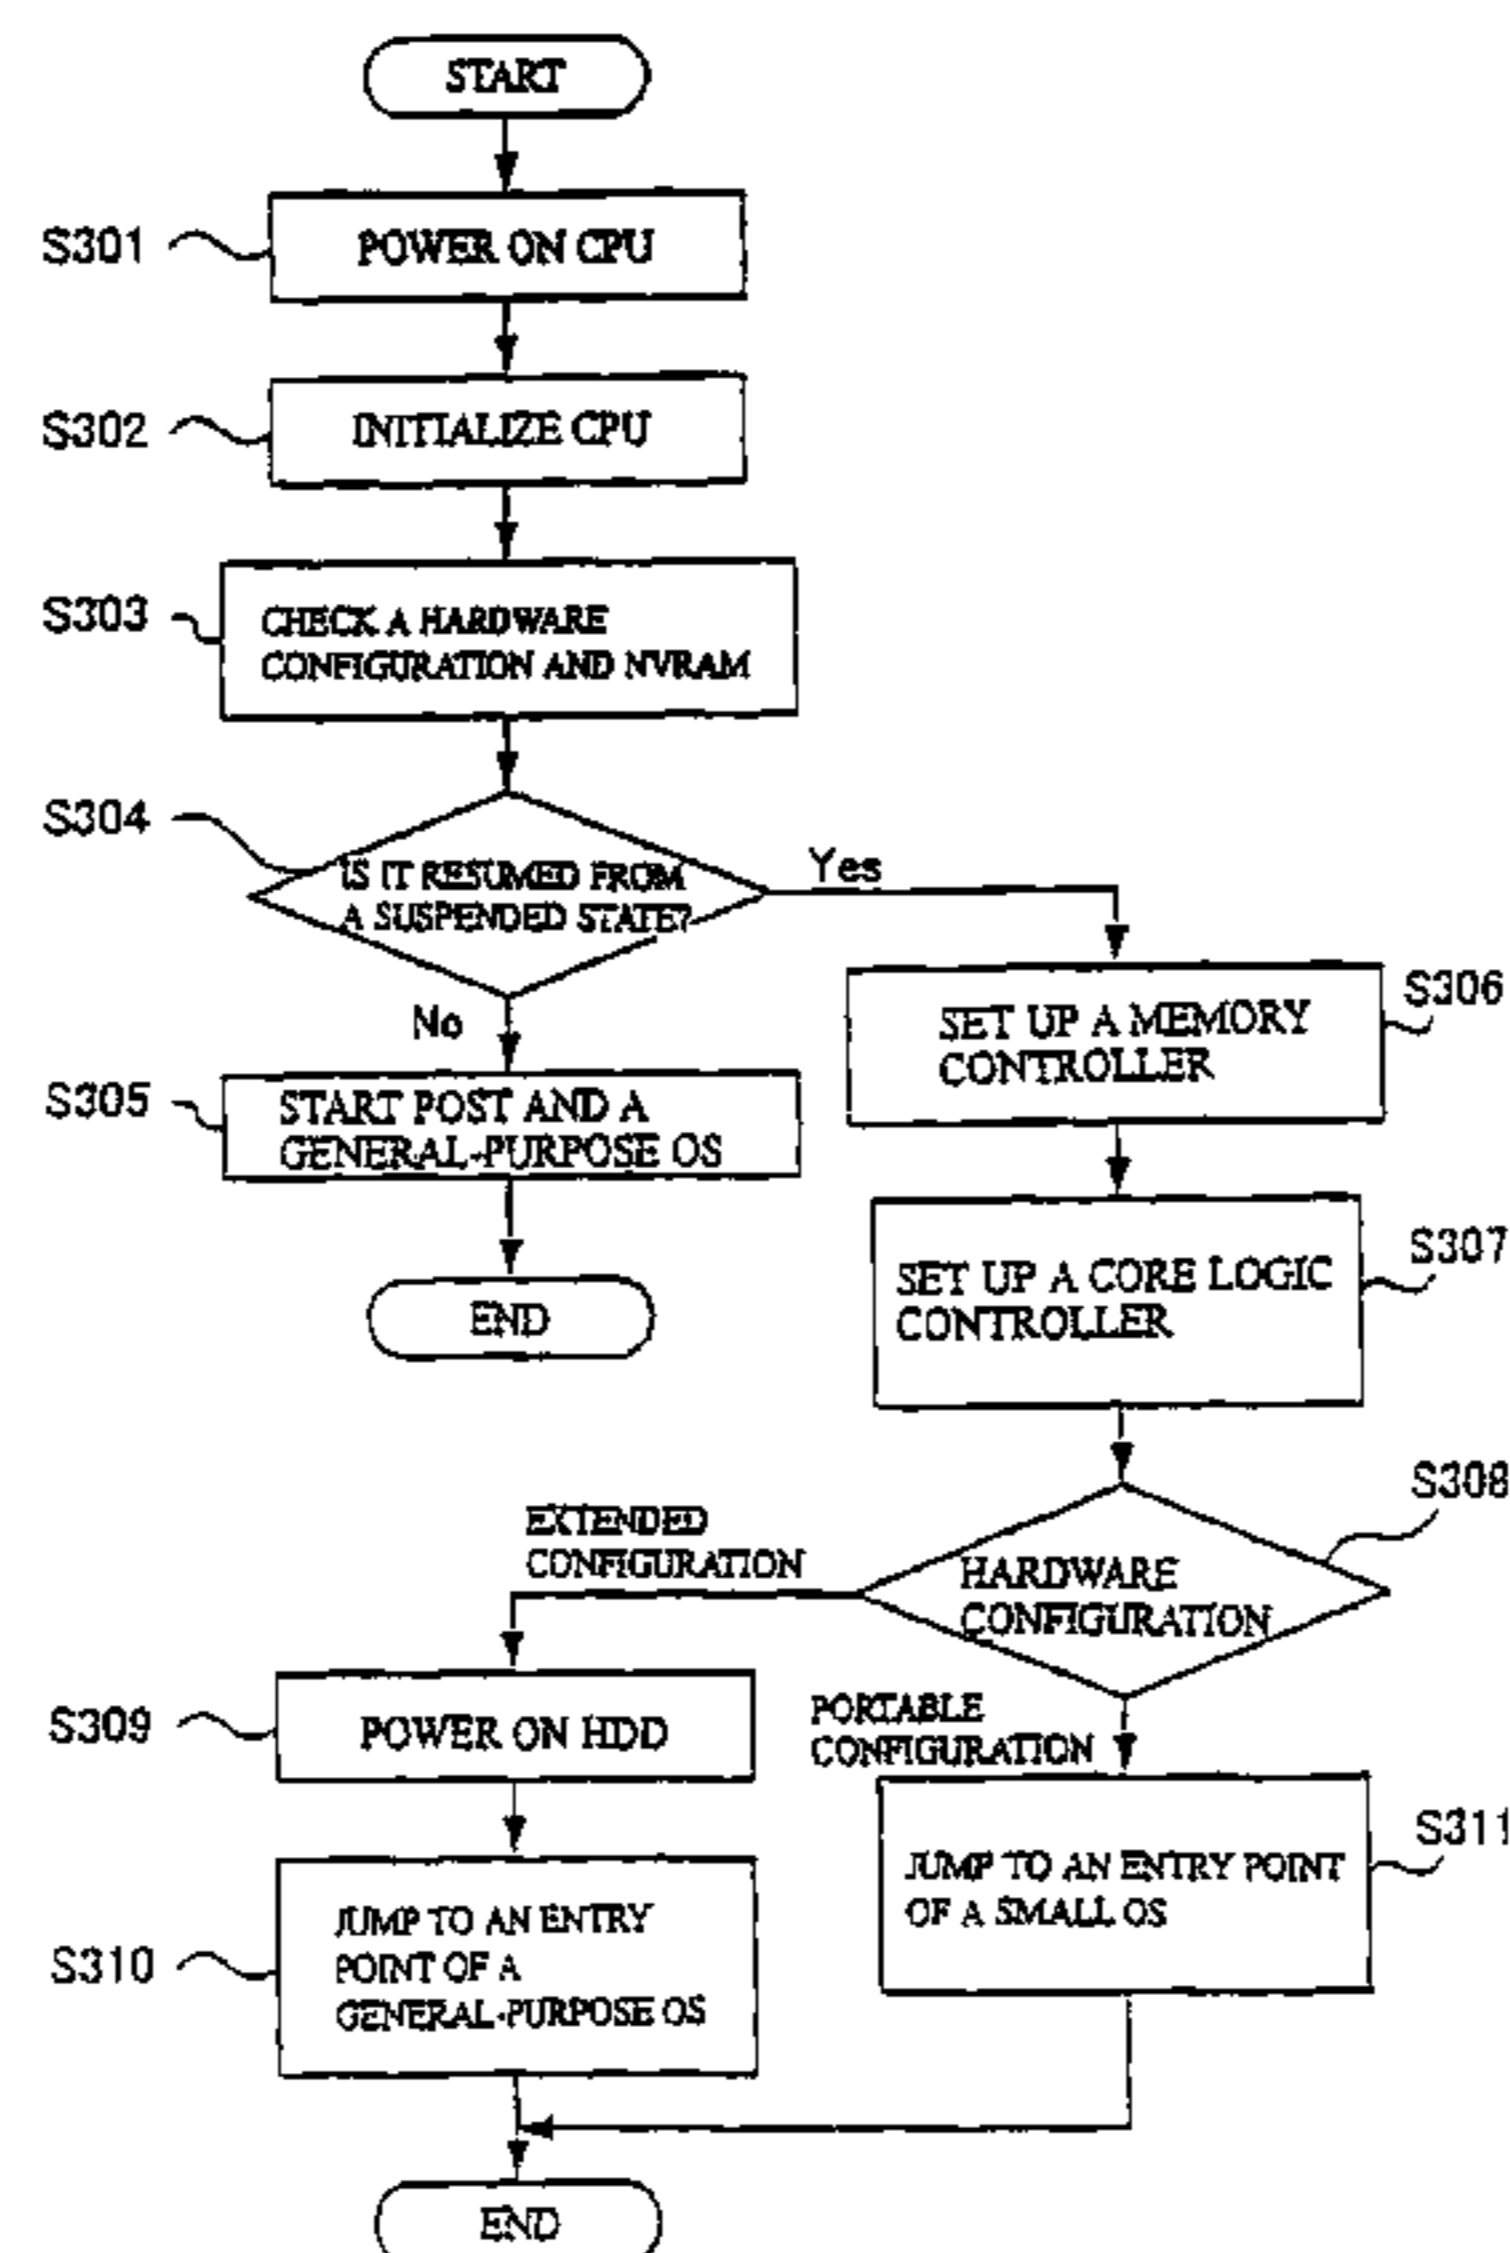 START
S301
POWER ON CPU
S302
INITIALIZE CPU
S303
CHECK A HARDWARE
CONFIGURATION AND NVRAM
S304
IS IT RESUMED FROM
A SUSPENDED STATE?
Yes
No
S305
START POST AND A
GENERAL-PURPOSE OS
END
S306
SET UP A MEMORY
CONTROLLER
S307
SET UP A CORE LOGIC
CONTROLLER
S308
HARDWARE
CONFIGURATION
EXTENDED
CONFIGURATION
PORTABLE
CONFIGURATION
S309
POWER ON HDD
S310
JUMP TO AN ENTRY
POINT OF A
GENERAL-PURPOSE OS
S311
JUMP TO AN ENTRY POINT
OF A SMALL OS
END